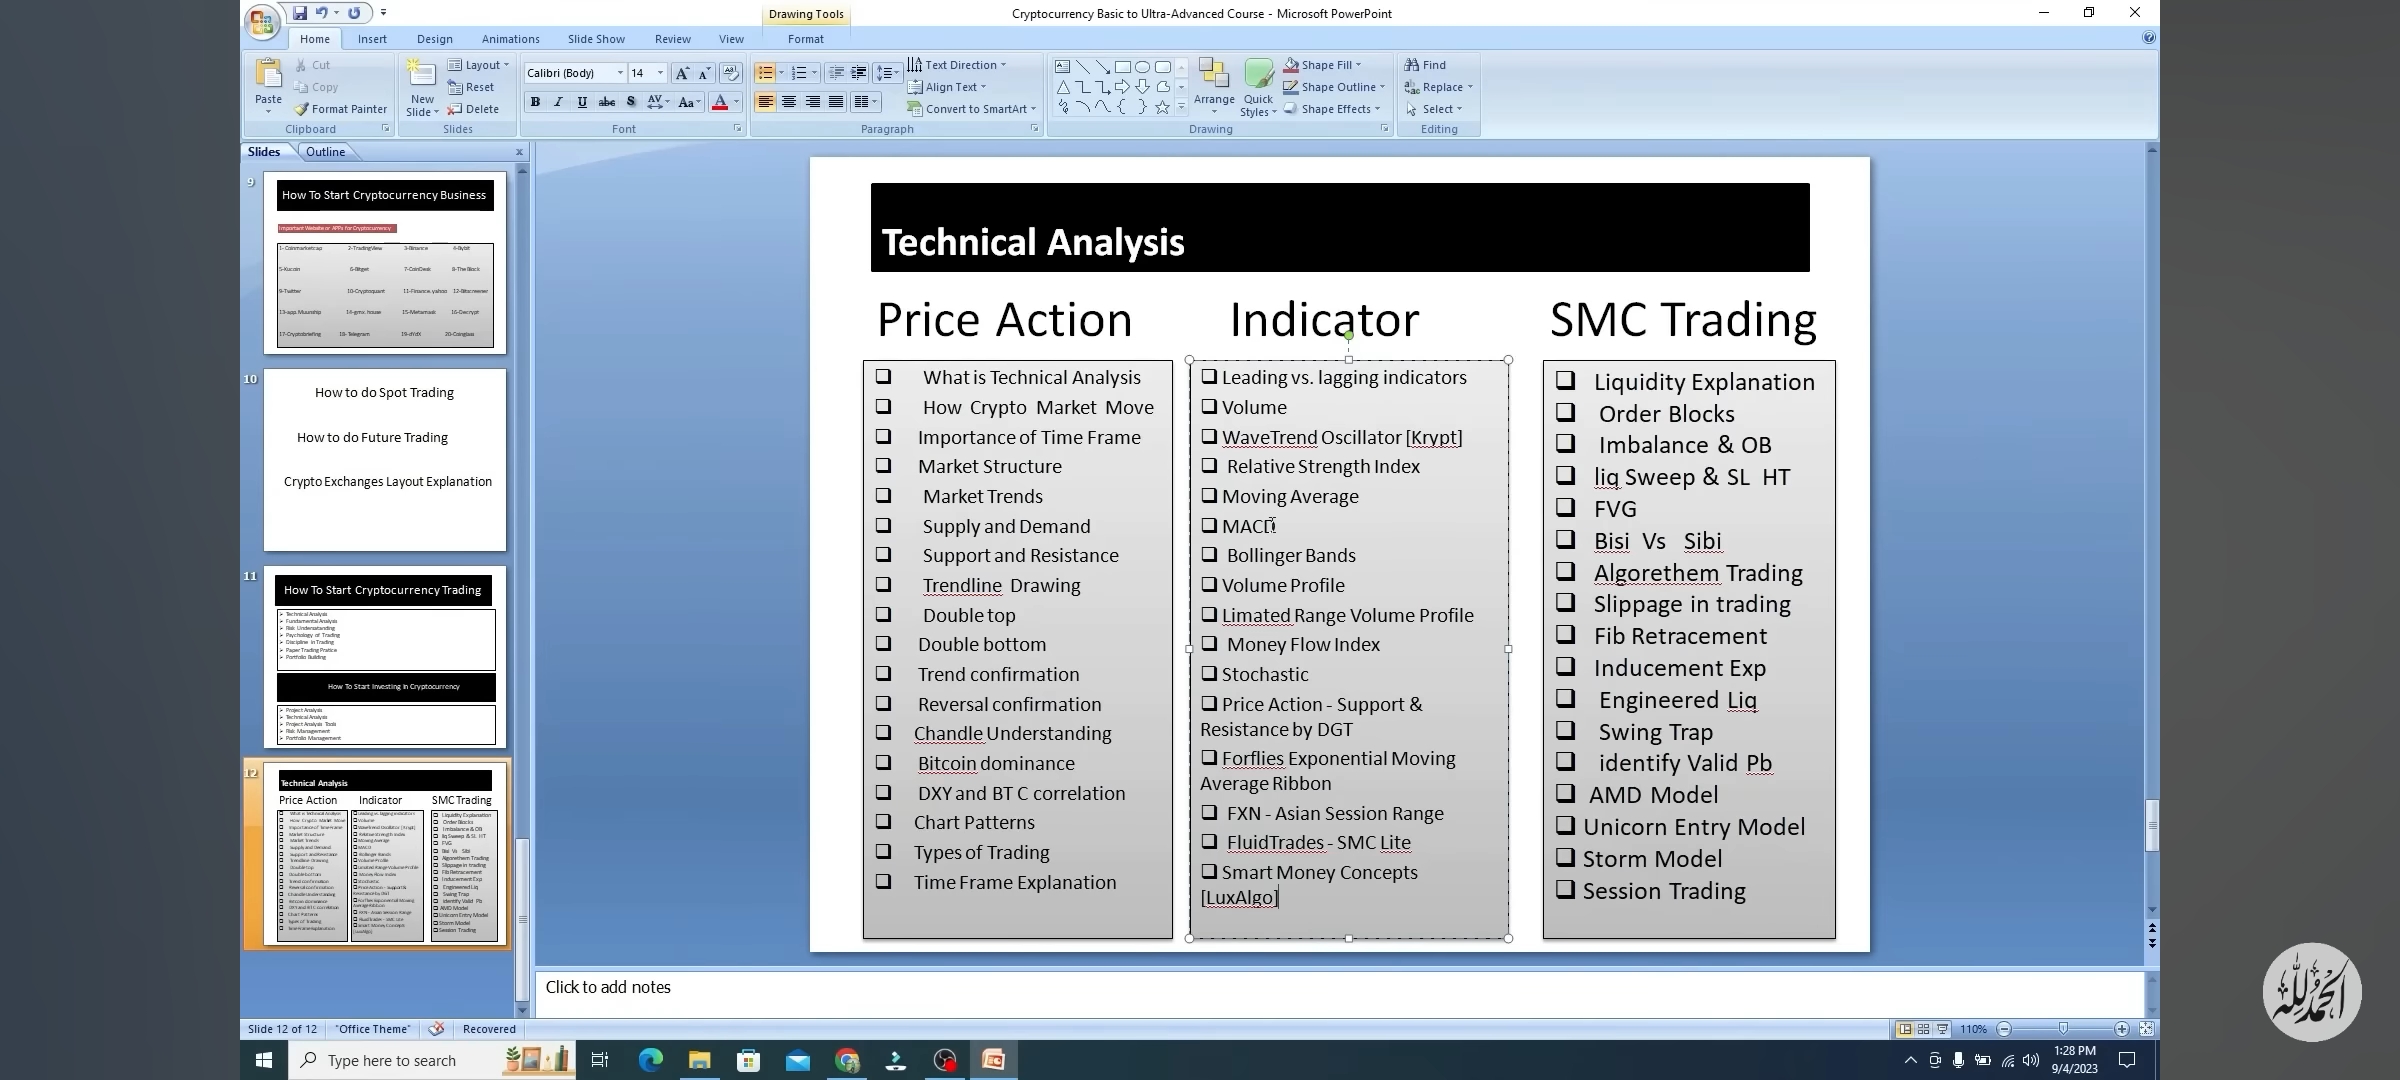 Drawing Tools
Cryptocurrency Basic to Ultra-Advanced Course - Microsoft PowerPoint
Home Insert Design Animations Slide Show Review View Format
Paste
Cut
Copy
Format Painter
Clipboard
New Slide
Layout
Reset
Delete
Slides
Calibri (Body) 14
Font
Text Direction
Align Text
Convert to SmartArt
Paragraph
Arrange
Quick Styles
Shape Fill
Shape Outline
Shape Effects
Drawing
Find
Replace
Select
Editing
Slides Outline
9
How To Start Cryptocurrency Business
Important Website or APPs for Cryptocurrency
1- Coinmarketcap 2-TradingView 3-Binance 4-Bybit
5-Kucoin 6-Bitget 7-CoinDesk 8-The Block
9-Twitter 10-Cryptoquant 11-Finance.yahoo 12-Bitscreener
17-Cryptobriefing 18- Telegram 19-dYdX 20-Coinglass
10
How to do Spot Trading
How to do Future Trading
Crypto Exchanges Layout Explanation
11
How To Start Cryptocurrency Trading
Technical Analysis
Fundamental Analysis
Psychology of Trading
Discipline in Trading
Portfolio Building
How To Start Investing in Cryptocurrency
Project Analysis
Technical Analysis
Project Analysis Tools
Risk Management
Portfolio Management
12
Technical Analysis
Price Action Indicator SMC Trading
Technical Analysis
Price Action
What is Technical Analysis
How Crypto Market Move
Importance of Time Frame
Market Structure
Market Trends
Supply and Demand
Support and Resistance
Trendline Drawing
Double top
Double bottom
Trend confirmation
Reversal confirmation
Chandle Understanding
Bitcoin dominance
DXY and BT C correlation
Chart Patterns
Types of Trading
Time Frame Explanation
Indicator
Leading vs. lagging indicators
Volume
WaveTrend Oscillator [Krypt]
Relative Strength Index
Moving Average
MACD
Bollinger Bands
Volume Profile
Limated Range Volume Profile
Money Flow Index
Stochastic
Price Action - Support &
Resistance by DGT
Forflies Exponential Moving
Average Ribbon
FXN - Asian Session Range
FluidTrades - SMC Lite
Smart Money Concepts
[LuxAlgo]
SMC Trading
Liquidity Explanation
Order Blocks
Imbalance & OB
liq Sweep & SL HT
FVG
Bisi Vs Sibi
Algorethem Trading
Slippage in trading
Fib Retracement
Inducement Exp
Engineered Liq
Swing Trap
identify Valid Pb
AMD Model
Unicorn Entry Model
Storm Model
Session Trading
Click to add notes
Slide 12 of 12 "Office Theme" Recovered
110%
Type here to search
1:28 PM
9/4/2023
الحمد لله